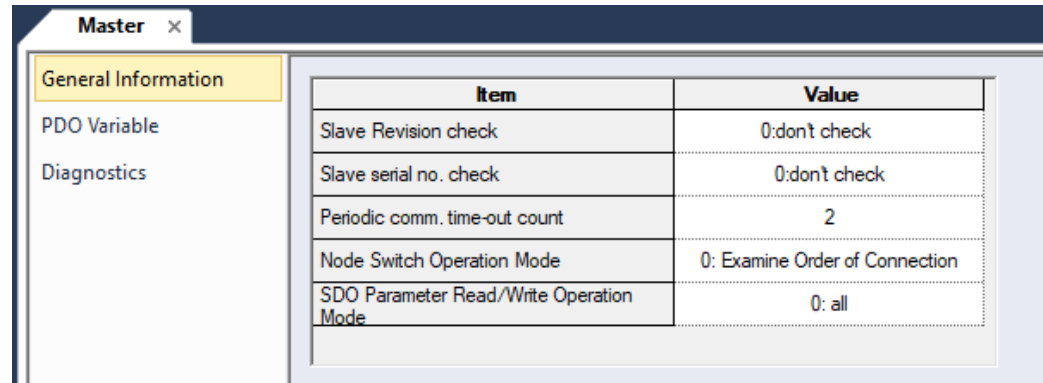 Master ×
General Information
PDO Variable
Diagnostics
Item Value
Slave Revision check 0:don't check
Slave serial no. check 0:don't check
Periodic comm. time-out count 2
Node Switch Operation Mode 0: Examine Order of Connection
SDO Parameter Read/Write Operation
Mode 0: all